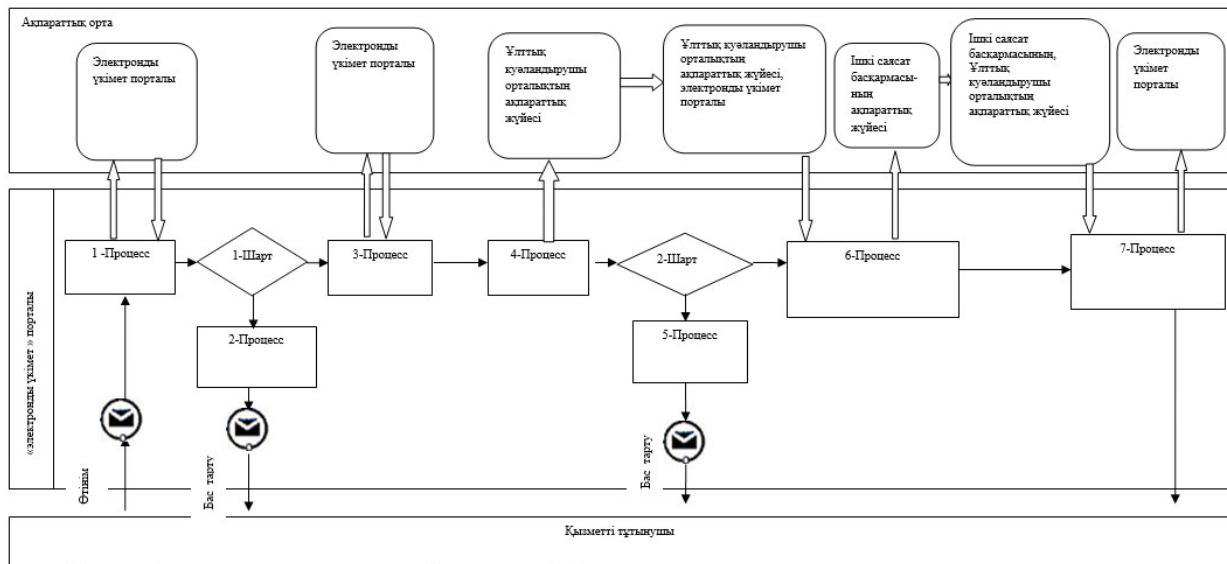 Ақпараттық орта
Электронды
үкімет порталы
Электронды
үкімет порталы
Ұлттық
куәландырушы
орталықтың
ақпараттық
жүйесі
Ұлттық куәландырушы
орталықтың
ақпараттық жүйесі,
электронды үкімет
порталы
Ішкі саясат
басқармасы-
ның
ақпараттық
жүйесі
Ішкі саясат
басқармасының,
Ұлттық
куәландырушы
орталықтың
ақпараттық жүйесі
Электронды
үкімет
порталы
«электронды үкімет » порталы
1 -Процесс
1-Шарт
3-Процесс
4-Процесс
2-Шарт
6-Процесс
7-Процесс
2-Процесс
5-Процесс
Өтінім
Бас тарту
Бас тарту
Қызметті тұтынушы